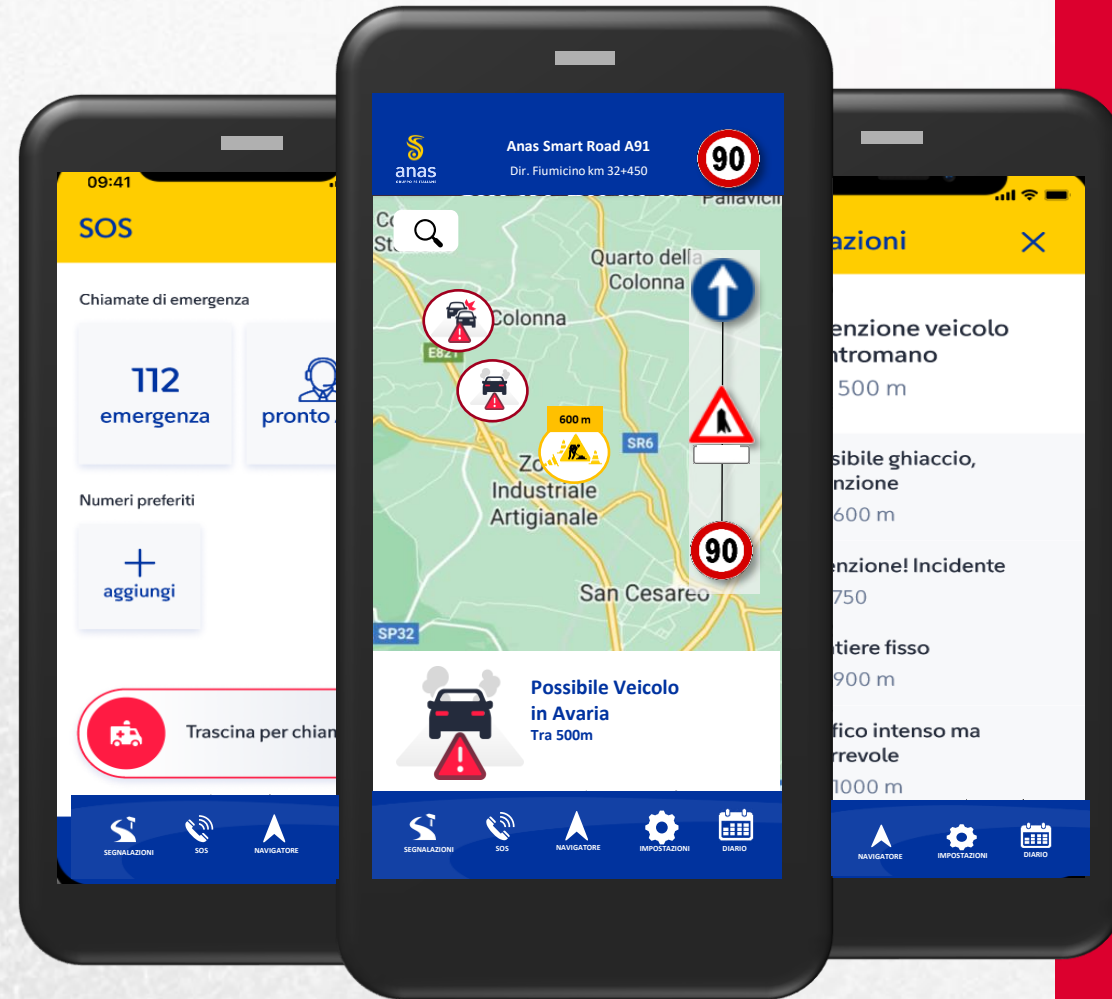 09:41
SOS
Chiamate di emergenza
112
emergenza
pronto
Numeri preferiti
aggiungi
Trascina per chiam
SEGNALAZIONI
SOS
NAVIGATORE
anas
Anas Smart Road A91
Dir. Fiumicino km 32+450
90
Quarto della
Colonna
Colonna
E821
600 m
SR6
Industriale
Artigianale
90
San Cesareo
SP32
Possibile Veicolo
in Avaria
Tra 500m
SEGNALAZIONI
SOS
NAVIGATORE
IMPOSTAZIONI
DIARIO
azioni
enzione veicolo
ntromano
500 m
sibile ghiaccio,
nzione
600 m
enzione! Incidente
750
tiere fisso
900 m
fico intenso ma
rrevole
1000 m
NAVIGATORE
IMPOSTAZIONI
DIARIO